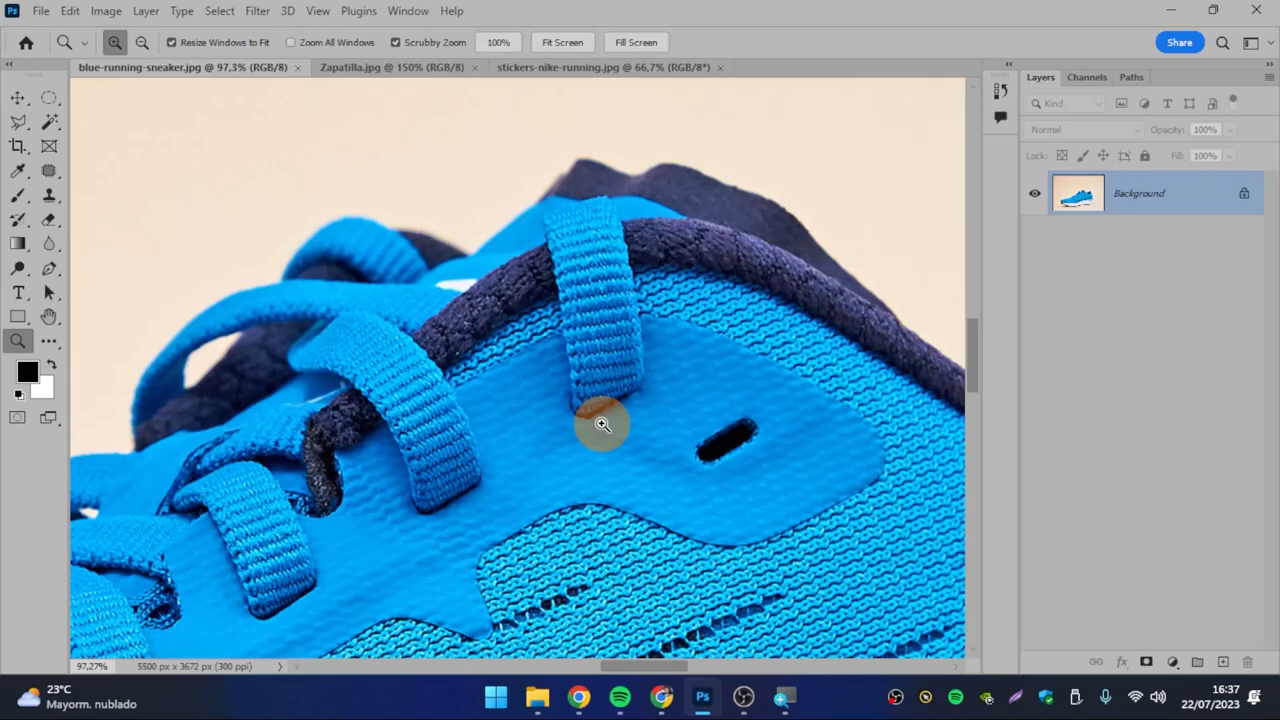 Ps File Edit Image Layer Type Select Filter 3D View Plugins Window Help
Resize Windows to Fit Zoom All Windows Scrubby Zoom 100% Fit Screen Fill Screen Share
blue-running-sneaker.jpg @ 97,3% (RGB/8) Zapatilla.jpg @ 150% (RGB/8) stickers-nike-running.jpg @ 66,7% (RGB/8*)
Layers Channels Paths
Kind
Normal Opacity: 100%
Lock: Fill: 100%
Background
97,27% 5500 px x 3672 px (300 ppi)
23°C
Mayorm. nublado
Ps
16:37
22/07/2023